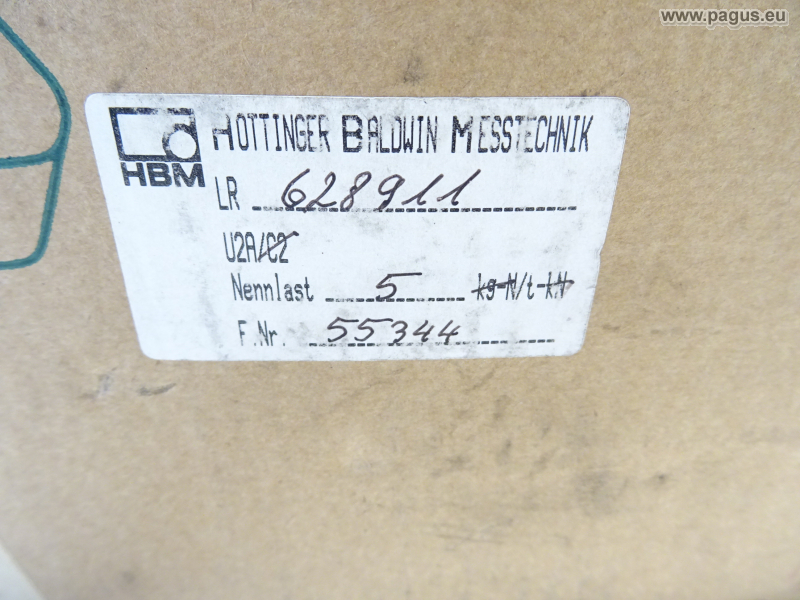 www.pagus.eu
HOTTINGER BALDWIN MESSTECHNIK
HBM
LR 628911
U2A/C2
Nennlast 5 kg-N/t-kN
F.Nr. 55344